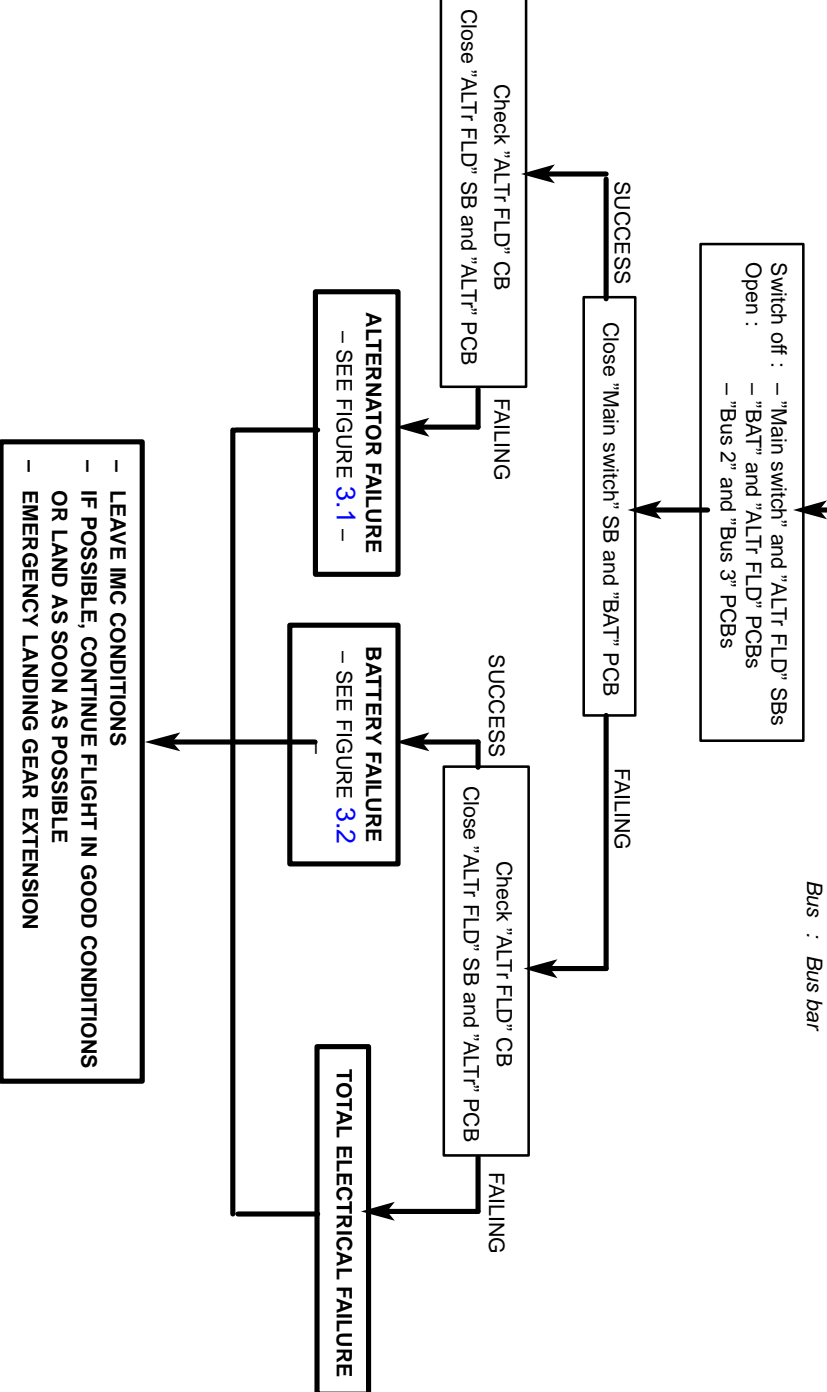 Bus : Bus bar
Switch off : – "Main switch" and "ALTr FLD" SBs
Open : – "BAT" and "ALTr FLD" PCBs
– "Bus 2" and "Bus 3" PCBs
Close "Main switch" SB and "BAT" PCB
SUCCESS
FAILING
Check "ALTr FLD" CB
Close "ALTr FLD" SB and "ALTr" PCB
FAILING
SUCCESS
Check "ALTr FLD" CB
Close "ALTr FLD" SB and "ALTr" PCB
FAILING
ALTERNATOR FAILURE
– SEE FIGURE 3.1 –
BATTERY FAILURE
– SEE FIGURE 3.2
–
TOTAL ELECTRICAL FAILURE
– LEAVE IMC CONDITIONS
– IF POSSIBLE, CONTINUE FLIGHT IN GOOD CONDITIONS
OR LAND AS SOON AS POSSIBLE
– EMERGENCY LANDING GEAR EXTENSION